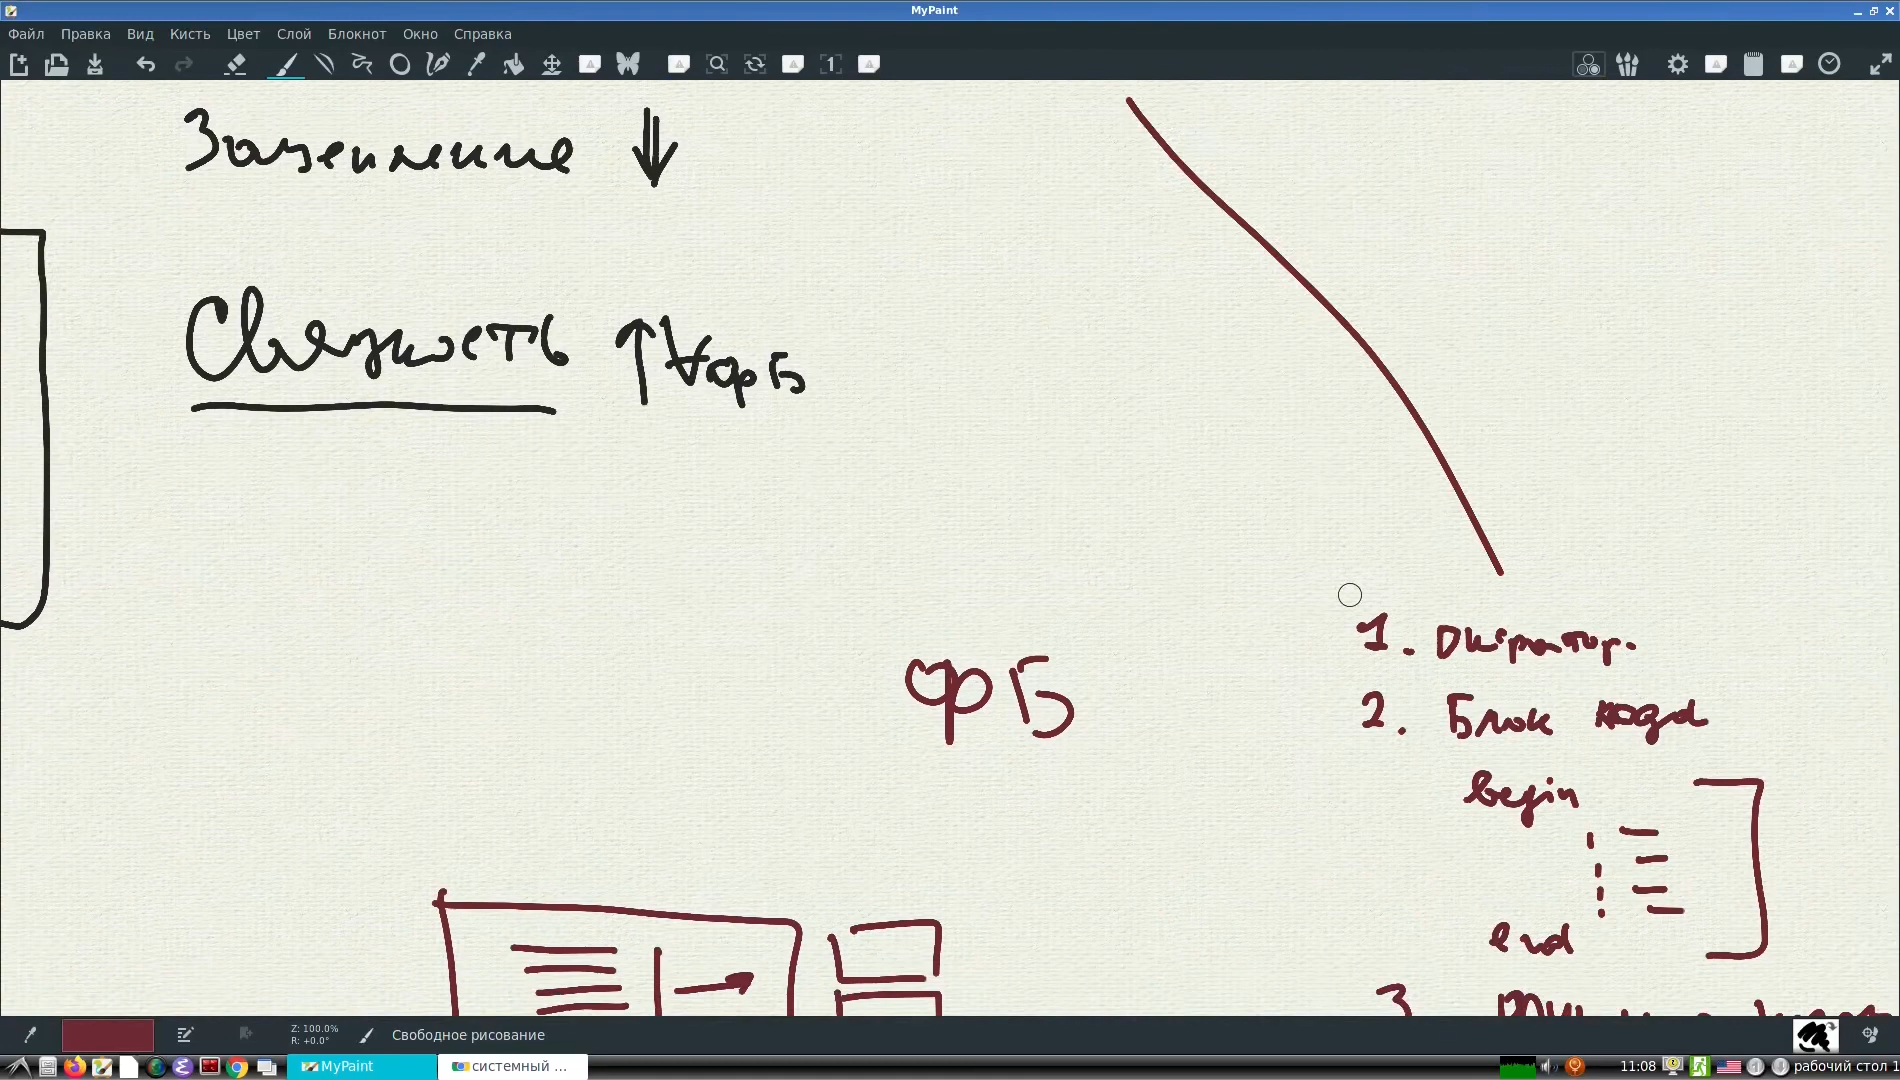 MyPaint
Файл Правка Вид Кисть Цвет Слой Блокнот Окно Справка
Зацепление ⇓
Связность ↑ ∀ФБ
ФБ
1. Оператор.
2. Блок кода
begin
end
3.
Z: 100.0%
R: +0.0°
Свободное рисование
MyPaint
системный ...
11:08
рабочий стол 1